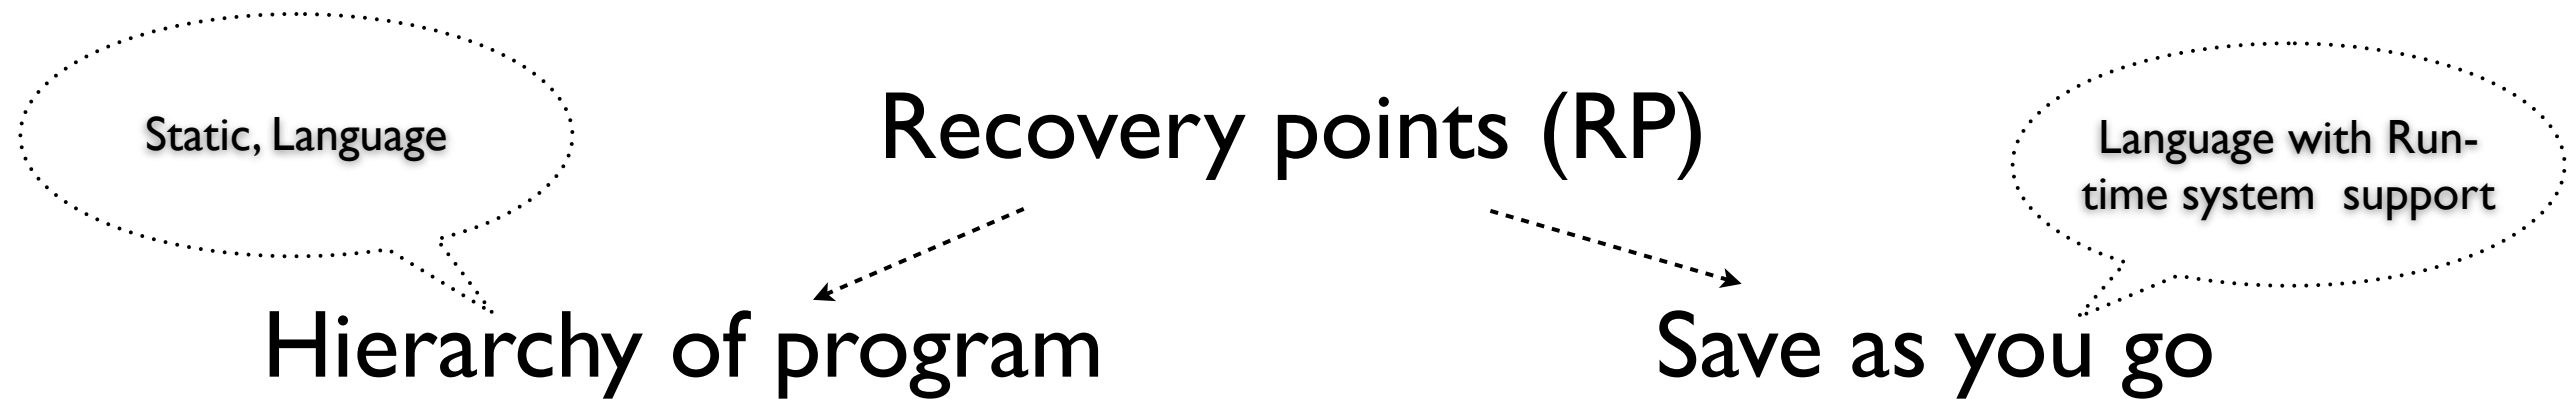 Static, Language
Recovery points (RP)
Language with Run-
time system support
Hierarchy of program
Save as you go